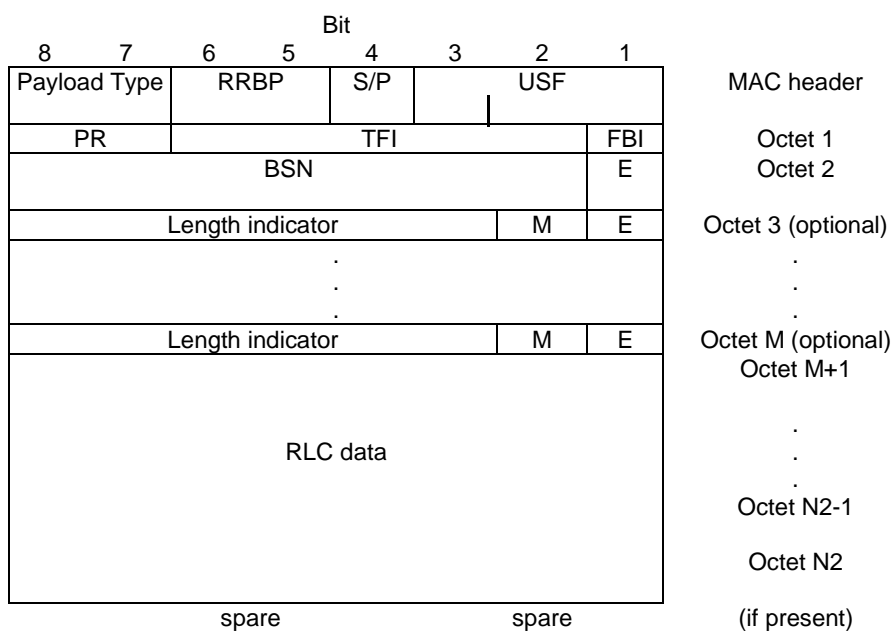 Bit
8 7 6 5 4 3 2 1
Payload Type RRBP S/P USF MAC header
PR TFI FBI Octet 1
BSN E Octet 2
Length indicator M E Octet 3 (optional)
. .
. .
. .
Length indicator M E Octet M (optional)
Octet M+1
.
RLC data .
.
Octet N2-1
Octet N2
spare spare (if present)